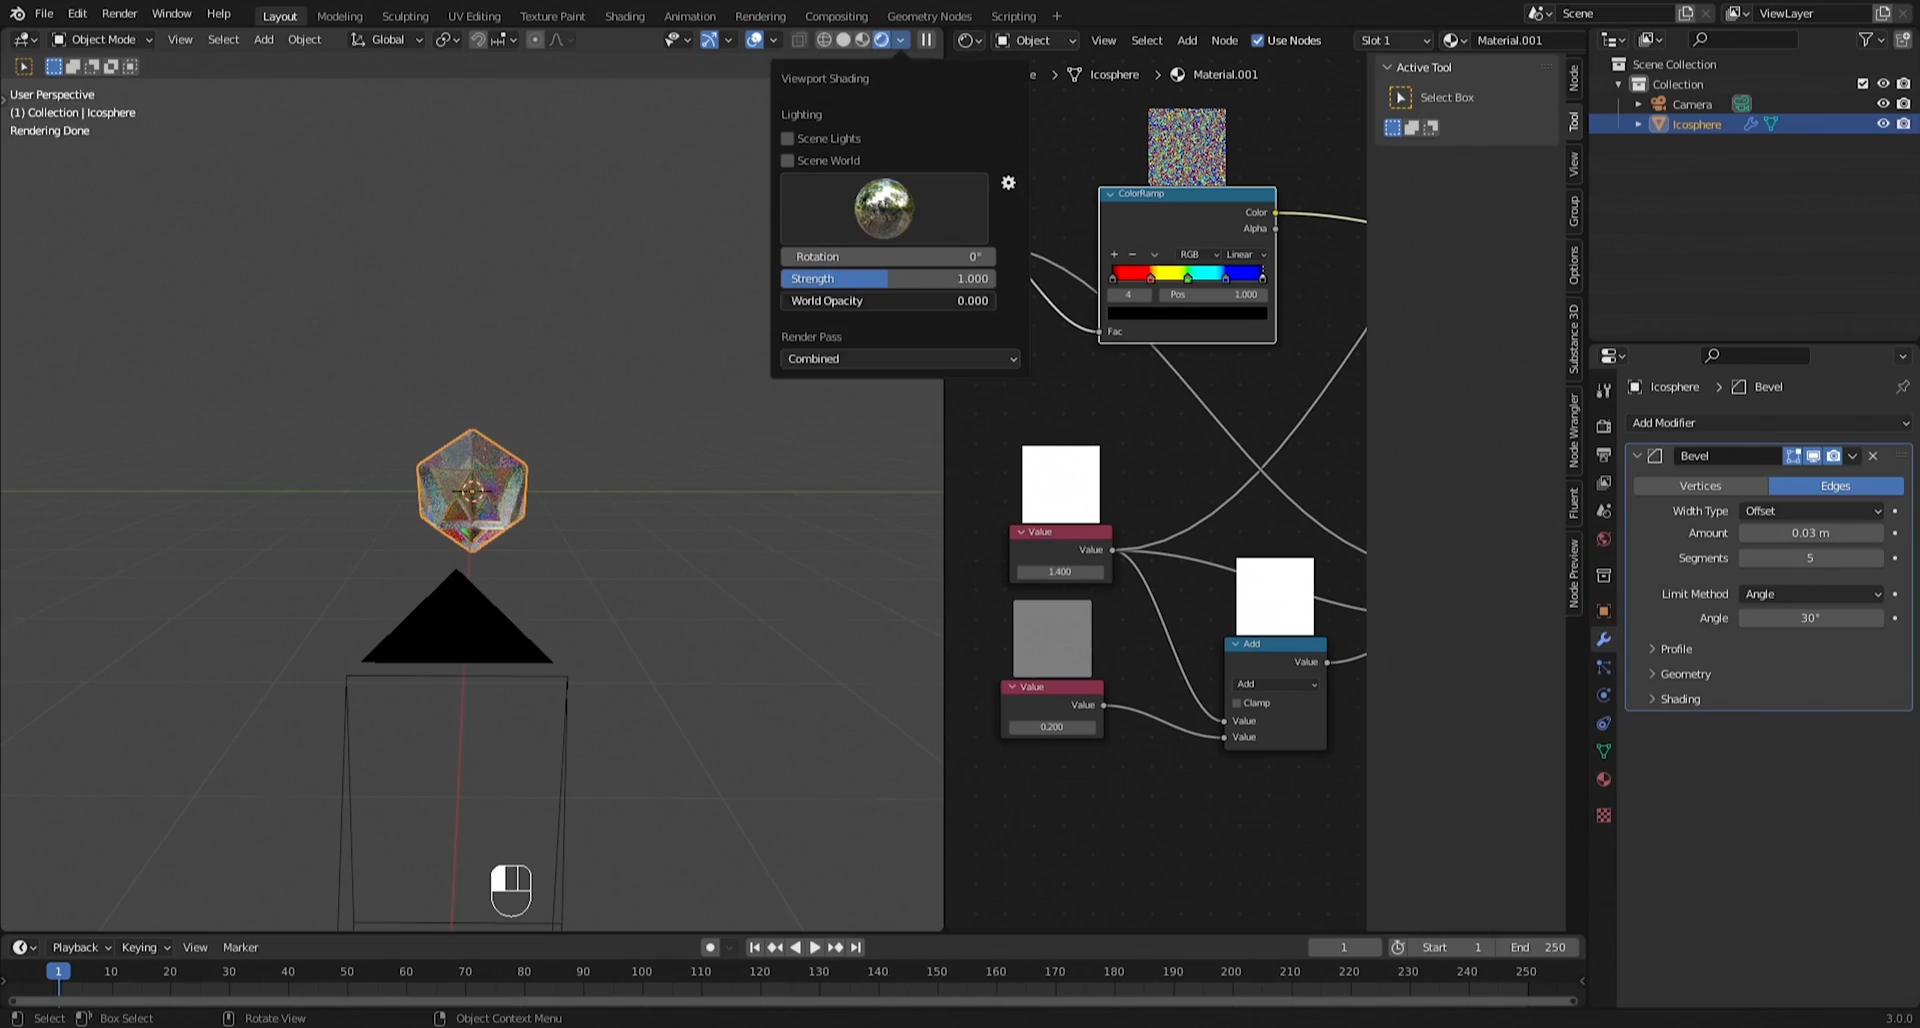 File Edit Render Window Help Layout Modeling Sculpting UV Editing Texture Paint Shading Animation Rendering Compositing Geometry Nodes Scripting + Scene ViewLayer
Object Mode View Select Add Object Global Object View Select Add Node Use Nodes Slot 1 Material.001
User Perspective
(1) Collection | Icosphere
Rendering Done
Viewport Shading
Lighting
Scene Lights
Scene World
Rotation 0°
Strength 1.000
World Opacity 0.000
Render Pass
Combined
e > Icosphere > Material.001
ColorRamp
Color
Alpha
+ − RGB Linear
4 Pos 1.000
Fac
Value
Value
1.400
Value
Value
0.200
Add
Value
Add
Clamp
Value
Value
Active Tool
Select Box
Node
Tool
View
Group
Options
Substance 3D
Node Wrangler
Fluent
Node Preview
Scene Collection
Collection
Camera
Icosphere
Icosphere > Bevel
Add Modifier
Bevel
Vertices Edges
Width Type Offset
Amount 0.03 m
Segments 5
Limit Method Angle
Angle 30°
> Profile
> Geometry
> Shading
Playback Keying View Marker 1 Start 1 End 250
1 10 20 30 40 50 60 70 80 90 100 110 120 130 140 150 160 170 180 190 200 210 220 230 240 250
Select Box Select Rotate View Object Context Menu 3.0.0